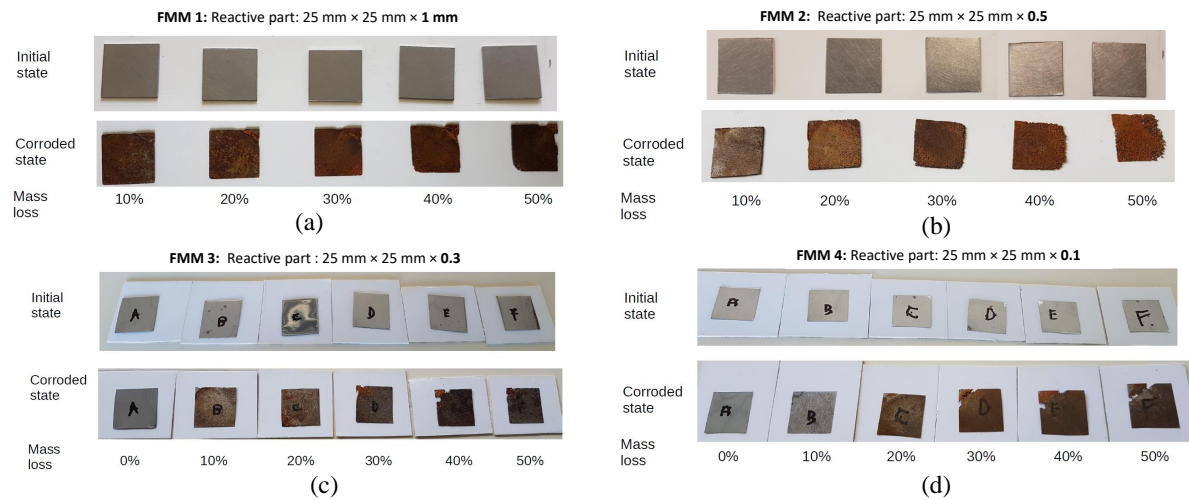 FMM 1: Reactive part: 25 mm × 25 mm × 1 mm
Initial
state
Corroded
state
Mass
loss
10% 20% 30% 40% 50%
(a)
FMM 2: Reactive part: 25 mm × 25 mm × 0.5
Initial
state
Corroded
state
Mass
loss
10% 20% 30% 40% 50%
(b)
FMM 3: Reactive part : 25 mm × 25 mm × 0.3
Initial
state
A B C D E F
Corroded
state
A B C D
Mass
loss
0% 10% 20% 30% 40% 50%
(c)
FMM 4: Reactive part: 25 mm × 25 mm × 0.1
Initial
state
A B C D E F.
Corroded
state
A B C D E F
Mass
loss
0% 10% 20% 30% 40% 50%
(d)